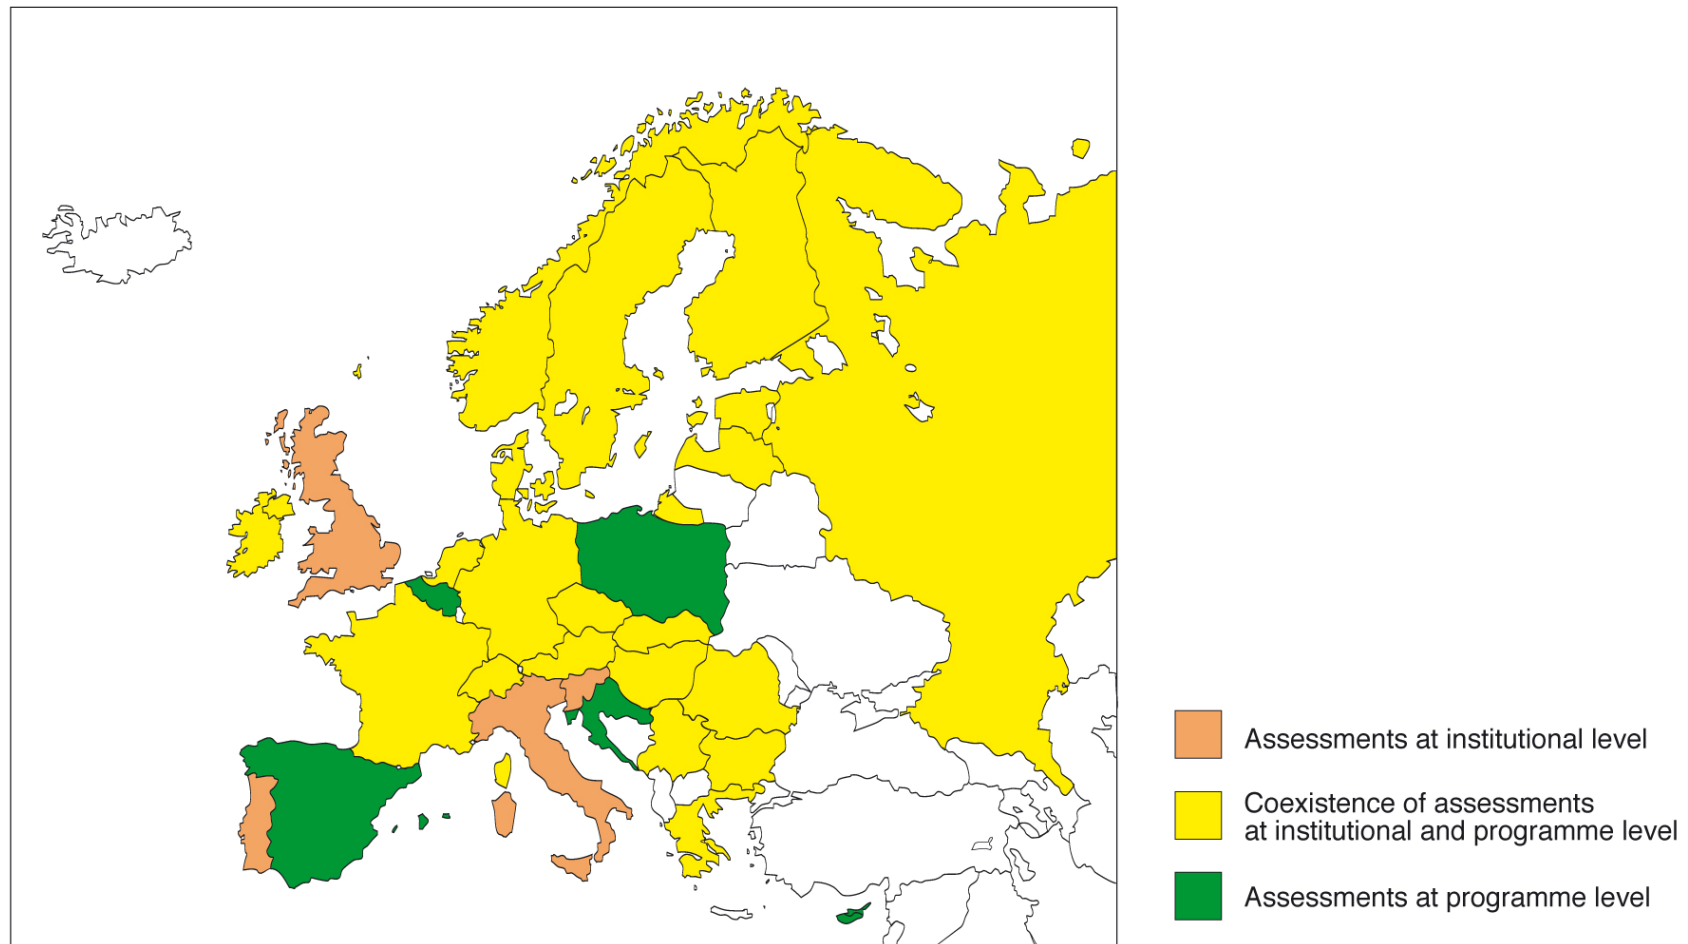 Assessments at institutional level
Coexistence of assessments
at institutional and programme level
Assessments at programme level